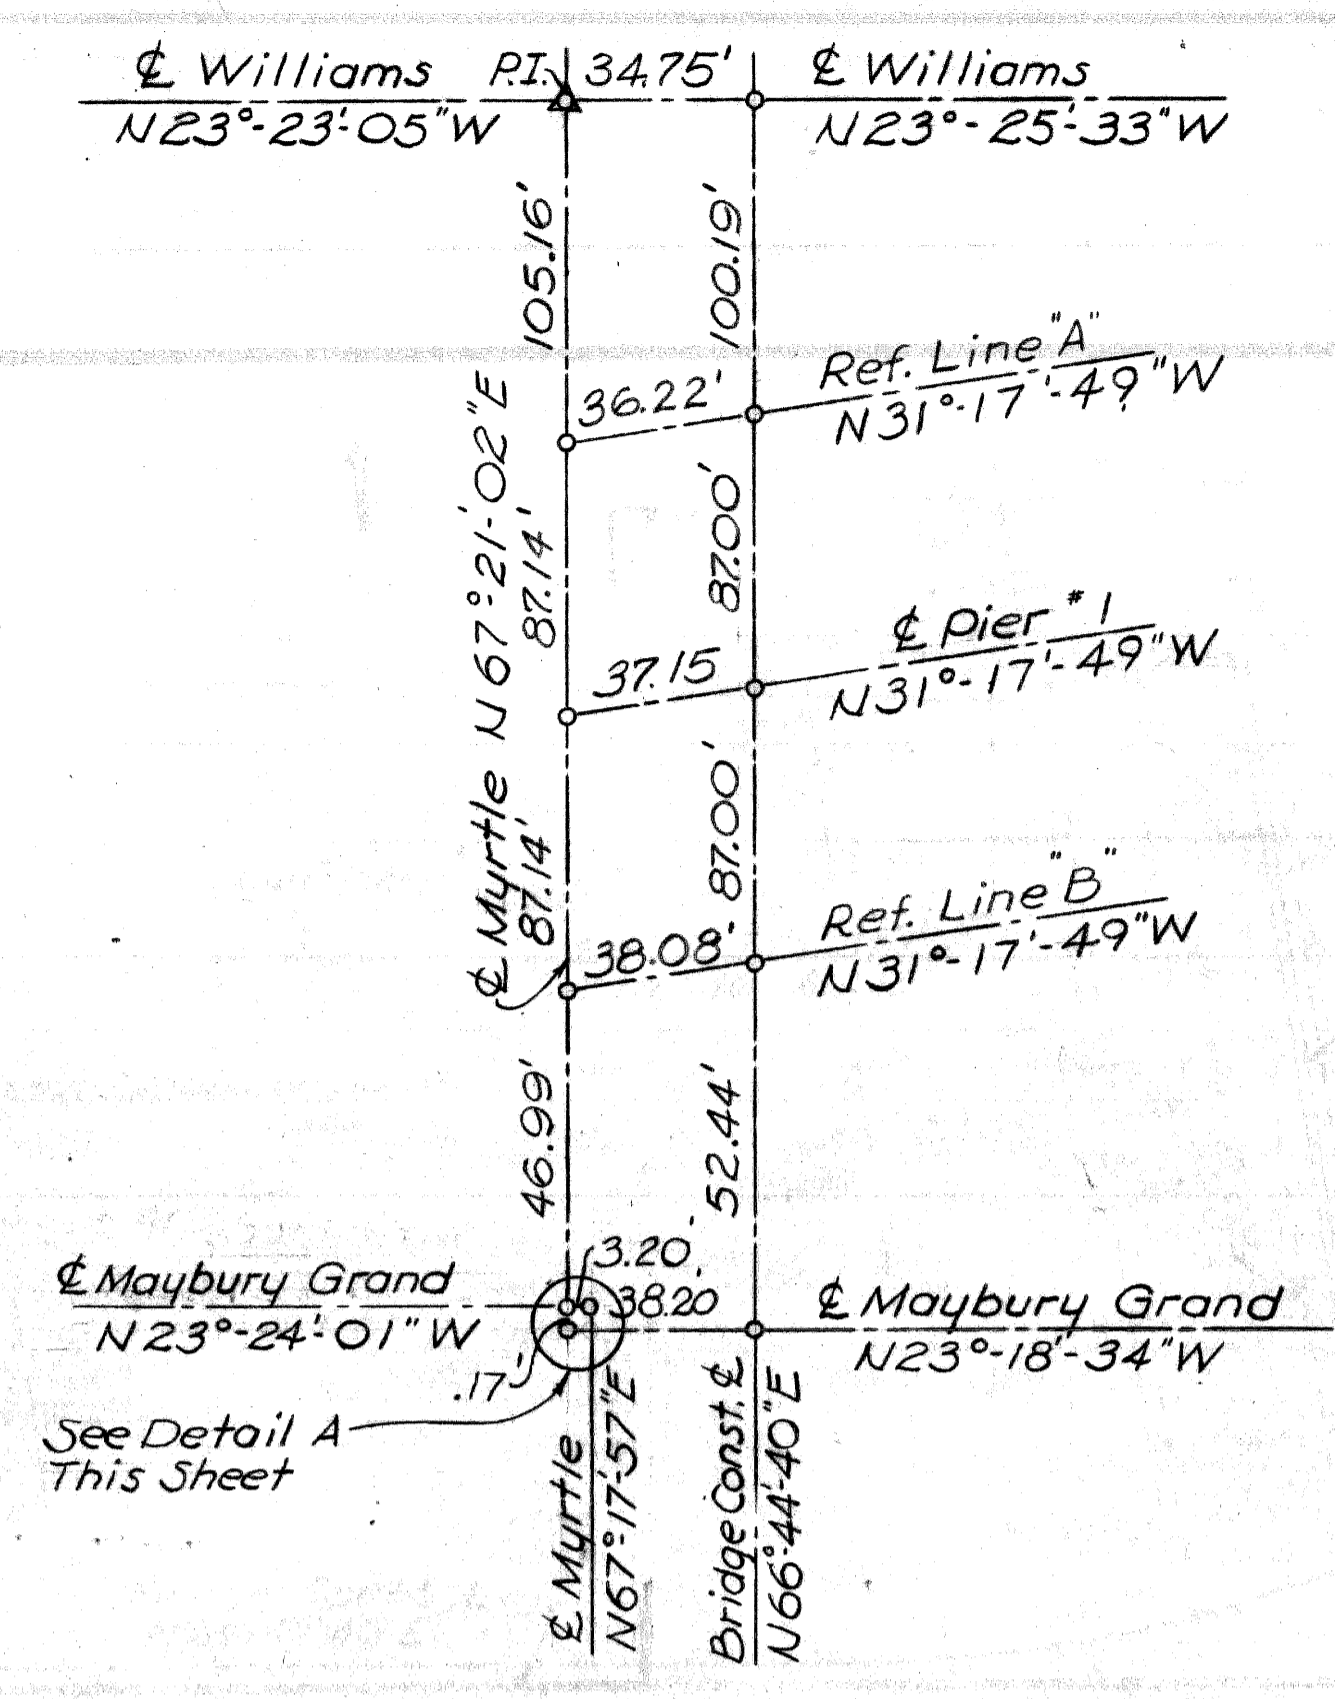 ℄ Williams
N23°-23'-05"W
P.I.
34.75'
℄ Williams
N23°-25'-33"W
105.16'
100.19'
36.22'
Ref. Line "A"
N31°-17'-49"W
℄ Myrtle N67°-21'-02"E
87.14'
87.00'
37.15
℄ Pier #1
N31°-17'-49"W
87.14'
87.00'
38.08'
Ref. Line "B"
N31°-17'-49"W
46.99'
52.44'
3.20'
38.20'
℄ Maybury Grand
N23°-24'-01"W
℄ Maybury Grand
N23°-18'-34"W
.17'
See Detail A
This Sheet
℄ Myrtle
N67°-17'-57"E
Bridge Const. ℄
N66°-44'-40"E